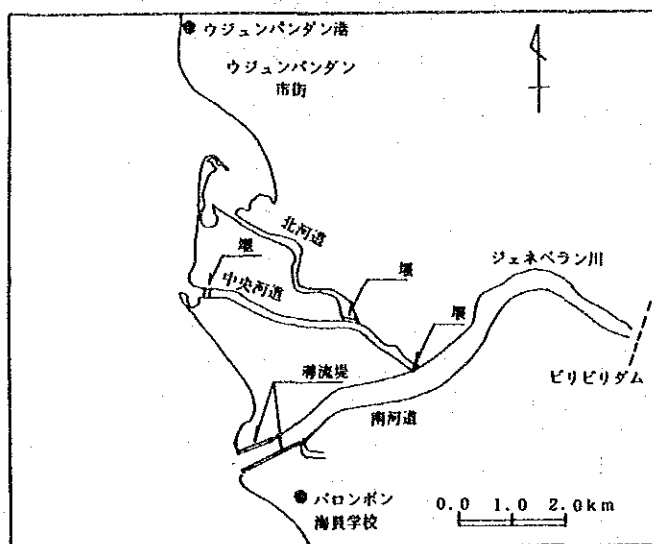 ウジュンパンダン港
ウジュンパンダン
市街
北河道
堰
中央河道
堰
ジェネベラン川
堰
ビリビリダム
導流堤
南河道
バロンボン
海員学校
0.0 1.0 2.0km